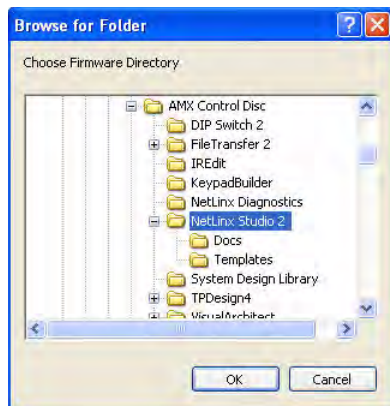 Browse for Folder
Choose Firmware Directory
AMX Control Disc
DIP Switch 2
FileTransfer 2
IREdit
KeypadBuilder
NetLinx Diagnostics
NetLinx Studio 2
Docs
Templates
System Design Library
TPDesign4
VisualArchitect
OK
Cancel